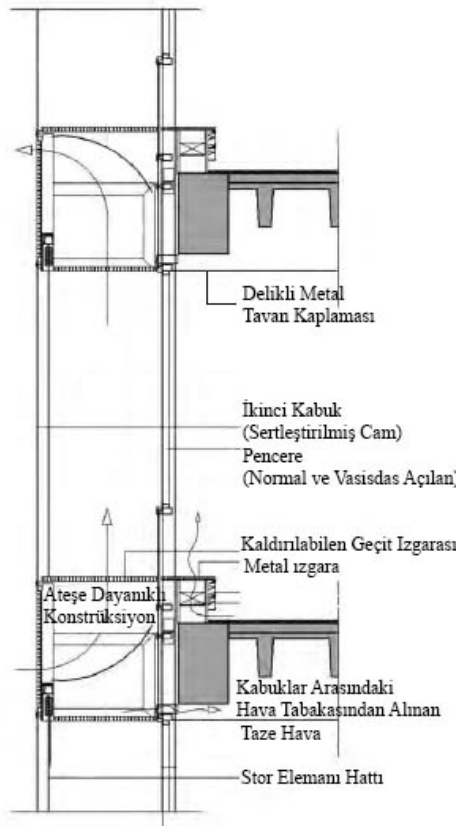 Delikli Metal
Tavan Kaplaması
İkinci Kabuk
(Sertleştirilmiş Cam)
Pencere
(Normal ve Vasisdas Açılan)
Kaldırılabilen Geçit Izgarası
Metal ızgara
Ateşe Dayanıklı
Konstrüksiyon
Kabuklar Arasındaki
Hava Tabakasından Alınan
Taze Hava
Stor Elemanı Hattı